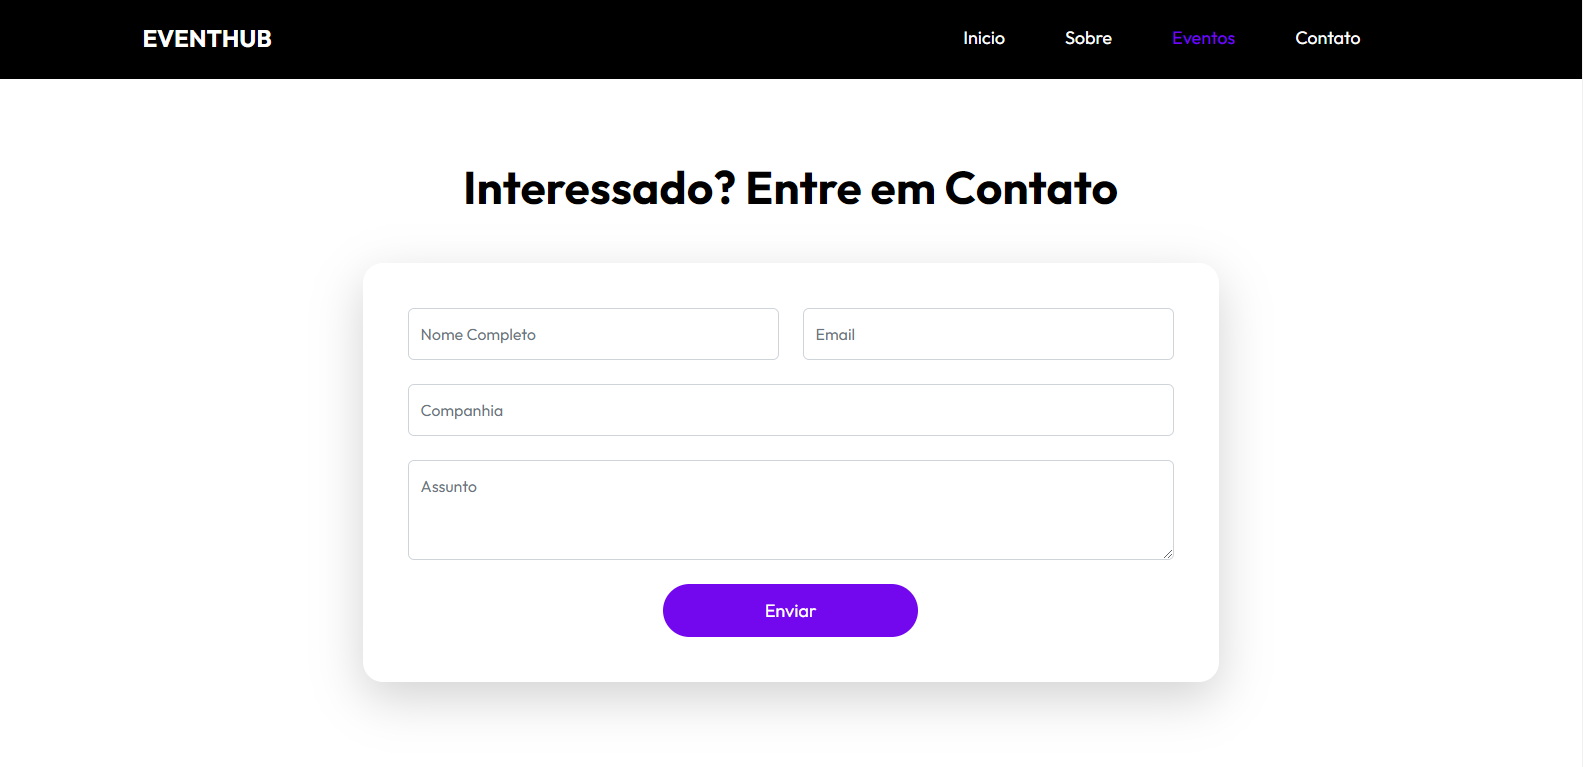 EVENTHUB Inicio Sobre Eventos Contato
Interessado? Entre em Contato
Nome Completo Email
Companhia
Assunto
Enviar